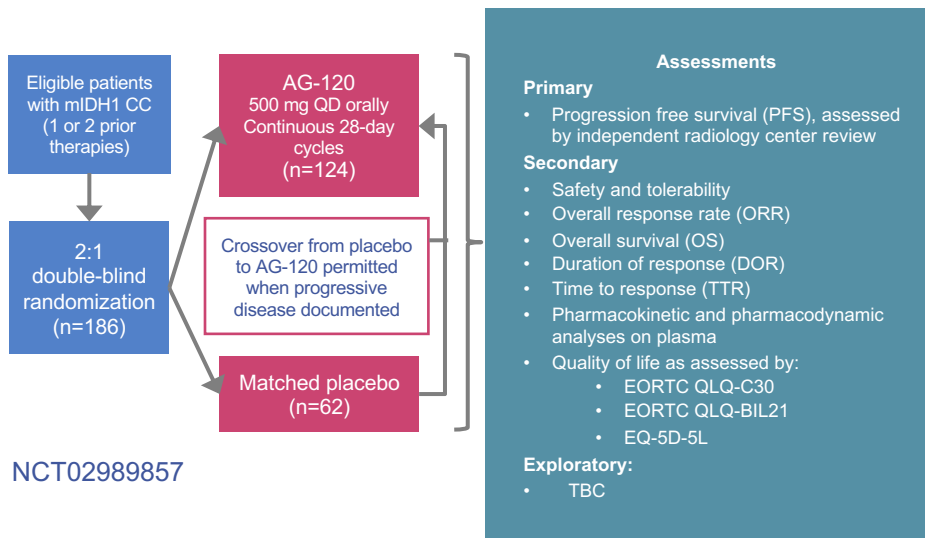 Eligible patients
with mIDH1 CC
(1 or 2 prior
therapies)
2:1
double-blind
randomization
(n=186)
AG-120
500 mg QD orally
Continuous 28-day
cycles
(n=124)
Crossover from placebo
to AG-120 permitted
when progressive
disease documented
Matched placebo
(n=62)
NCT02989857
Assessments
Primary
• Progression free survival (PFS), assessed
by independent radiology center review
Secondary
• Safety and tolerability
• Overall response rate (ORR)
• Overall survival (OS)
• Duration of response (DOR)
• Time to response (TTR)
• Pharmacokinetic and pharmacodynamic
analyses on plasma
• Quality of life as assessed by:
• EORTC QLQ-C30
• EORTC QLQ-BIL21
• EQ-5D-5L
Exploratory:
• TBC